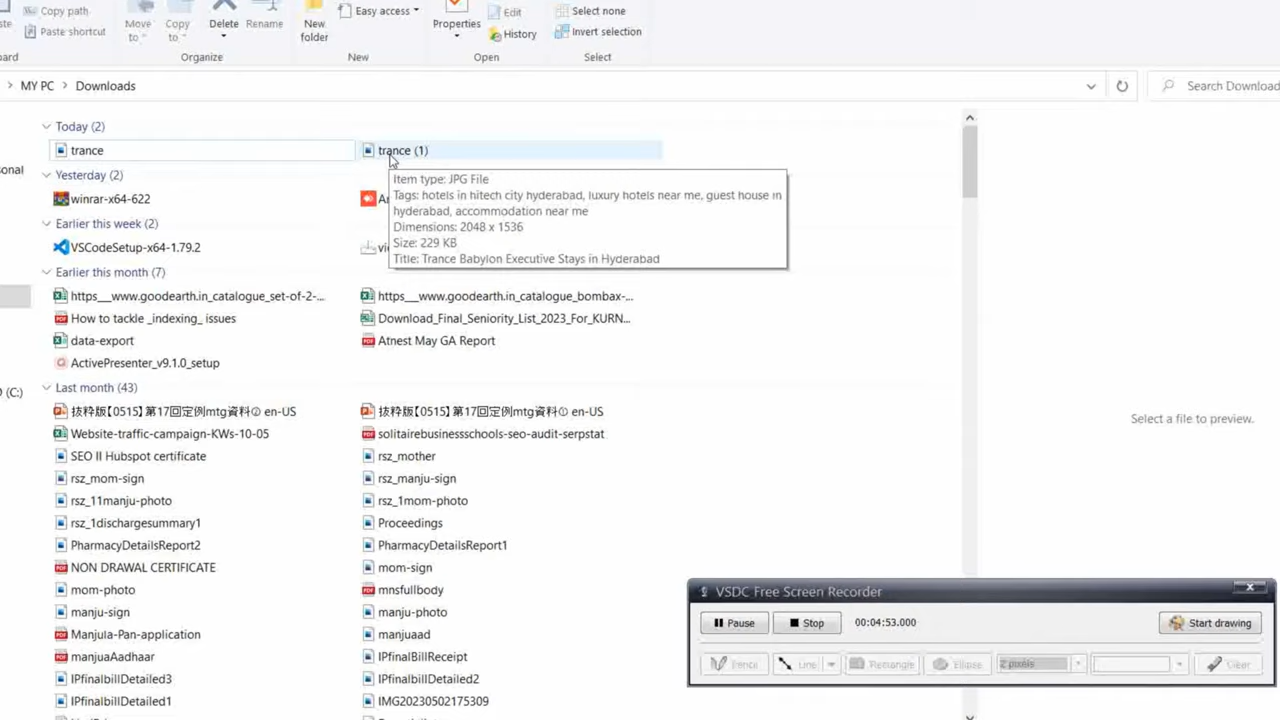 Copy path
Paste shortcut
Move
to
Copy
to
Delete
Rename
New
folder
Easy access
Properties
Edit
History
Select none
Invert selection
Organize
New
Open
Select
MY PC > Downloads
Search Download
Today (2)
trance
trance (1)
Item type: JPG File
Tags: hotels in hitech city hyderabad, luxury hotels near me, guest house in
hyderabad, accommodation near me
Dimensions: 2048 x 1536
Size: 229 KB
Title: Trance Babylon Executive Stays in Hyderabad
Yesterday (2)
winrar-x64-622
Earlier this week (2)
VSCodeSetup-x64-1.79.2
Earlier this month (7)
https__www.goodearth.in_catalogue_set-of-2-...
https__www.goodearth.in_catalogue_bombax-...
How to tackle _indexing_ issues
Download_Final_Seniority_List_2023_For_KURN...
data-export
Atnest May GA Report
ActivePresenter_v9.1.0_setup
(C:)
Last month (43)
抜粋版【0515】第17回定例mtg資料① en-US
抜粋版【0515】第17回定例mtg資料① en-US
Website-traffic-campaign-KWs-10-05
solitairebusinessschools-seo-audit-serpstat
SEO II Hubspot certificate
rsz_mother
rsz_mom-sign
rsz_manju-sign
rsz_11manju-photo
rsz_1mom-photo
rsz_1dischargesummary1
Proceedings
PharmacyDetailsReport2
PharmacyDetailsReport1
NON DRAWAL CERTIFICATE
mom-sign
mom-photo
mnsfullbody
manju-sign
manju-photo
Manjula-Pan-application
manjuaad
manjuaAadhaar
IPfinalBillReceipt
IPfinalBillDetailed3
IPfinalBillDetailed2
IPfinalBillDetailed1
IMG20230502175309
Select a file to preview.
VSDC Free Screen Recorder
Pause
Stop
00:04:53.000
Start drawing
Pencil
Line
Rectangle
Ellipse
2 pixels
Clear